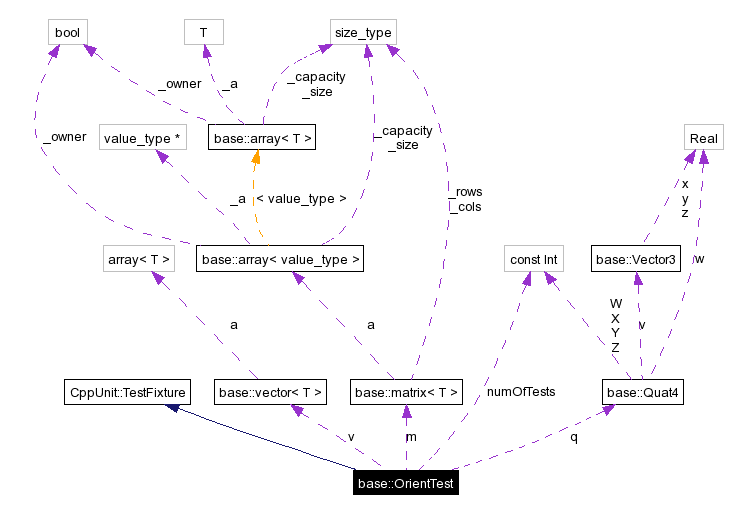 bool
T
size_type
_owner
_a
_capacity
_size
_owner
value_type *
base::array< T >
_capacity
_size
Real
_a
< value_type >
_rows
_cols
x
y
z
array< T >
base::array< value_type >
const Int
base::Vector3
w
a
a
W
X
Y
Z
v
CppUnit::TestFixture
base::vector< T >
base::matrix< T >
numOfTests
base::Quat4
v
m
q
base::OrientTest